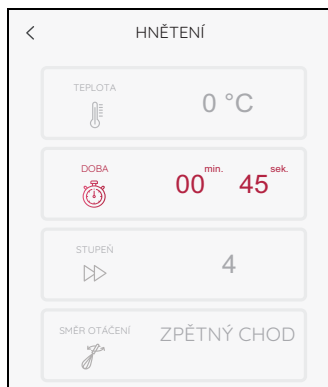 HNĚTENÍ
TEPLOTA
0 °C
DOBA
00 min. 45 sek.
STUPEŇ
4
SMĚR OTÁČENÍ
ZPĚTNÝ CHOD